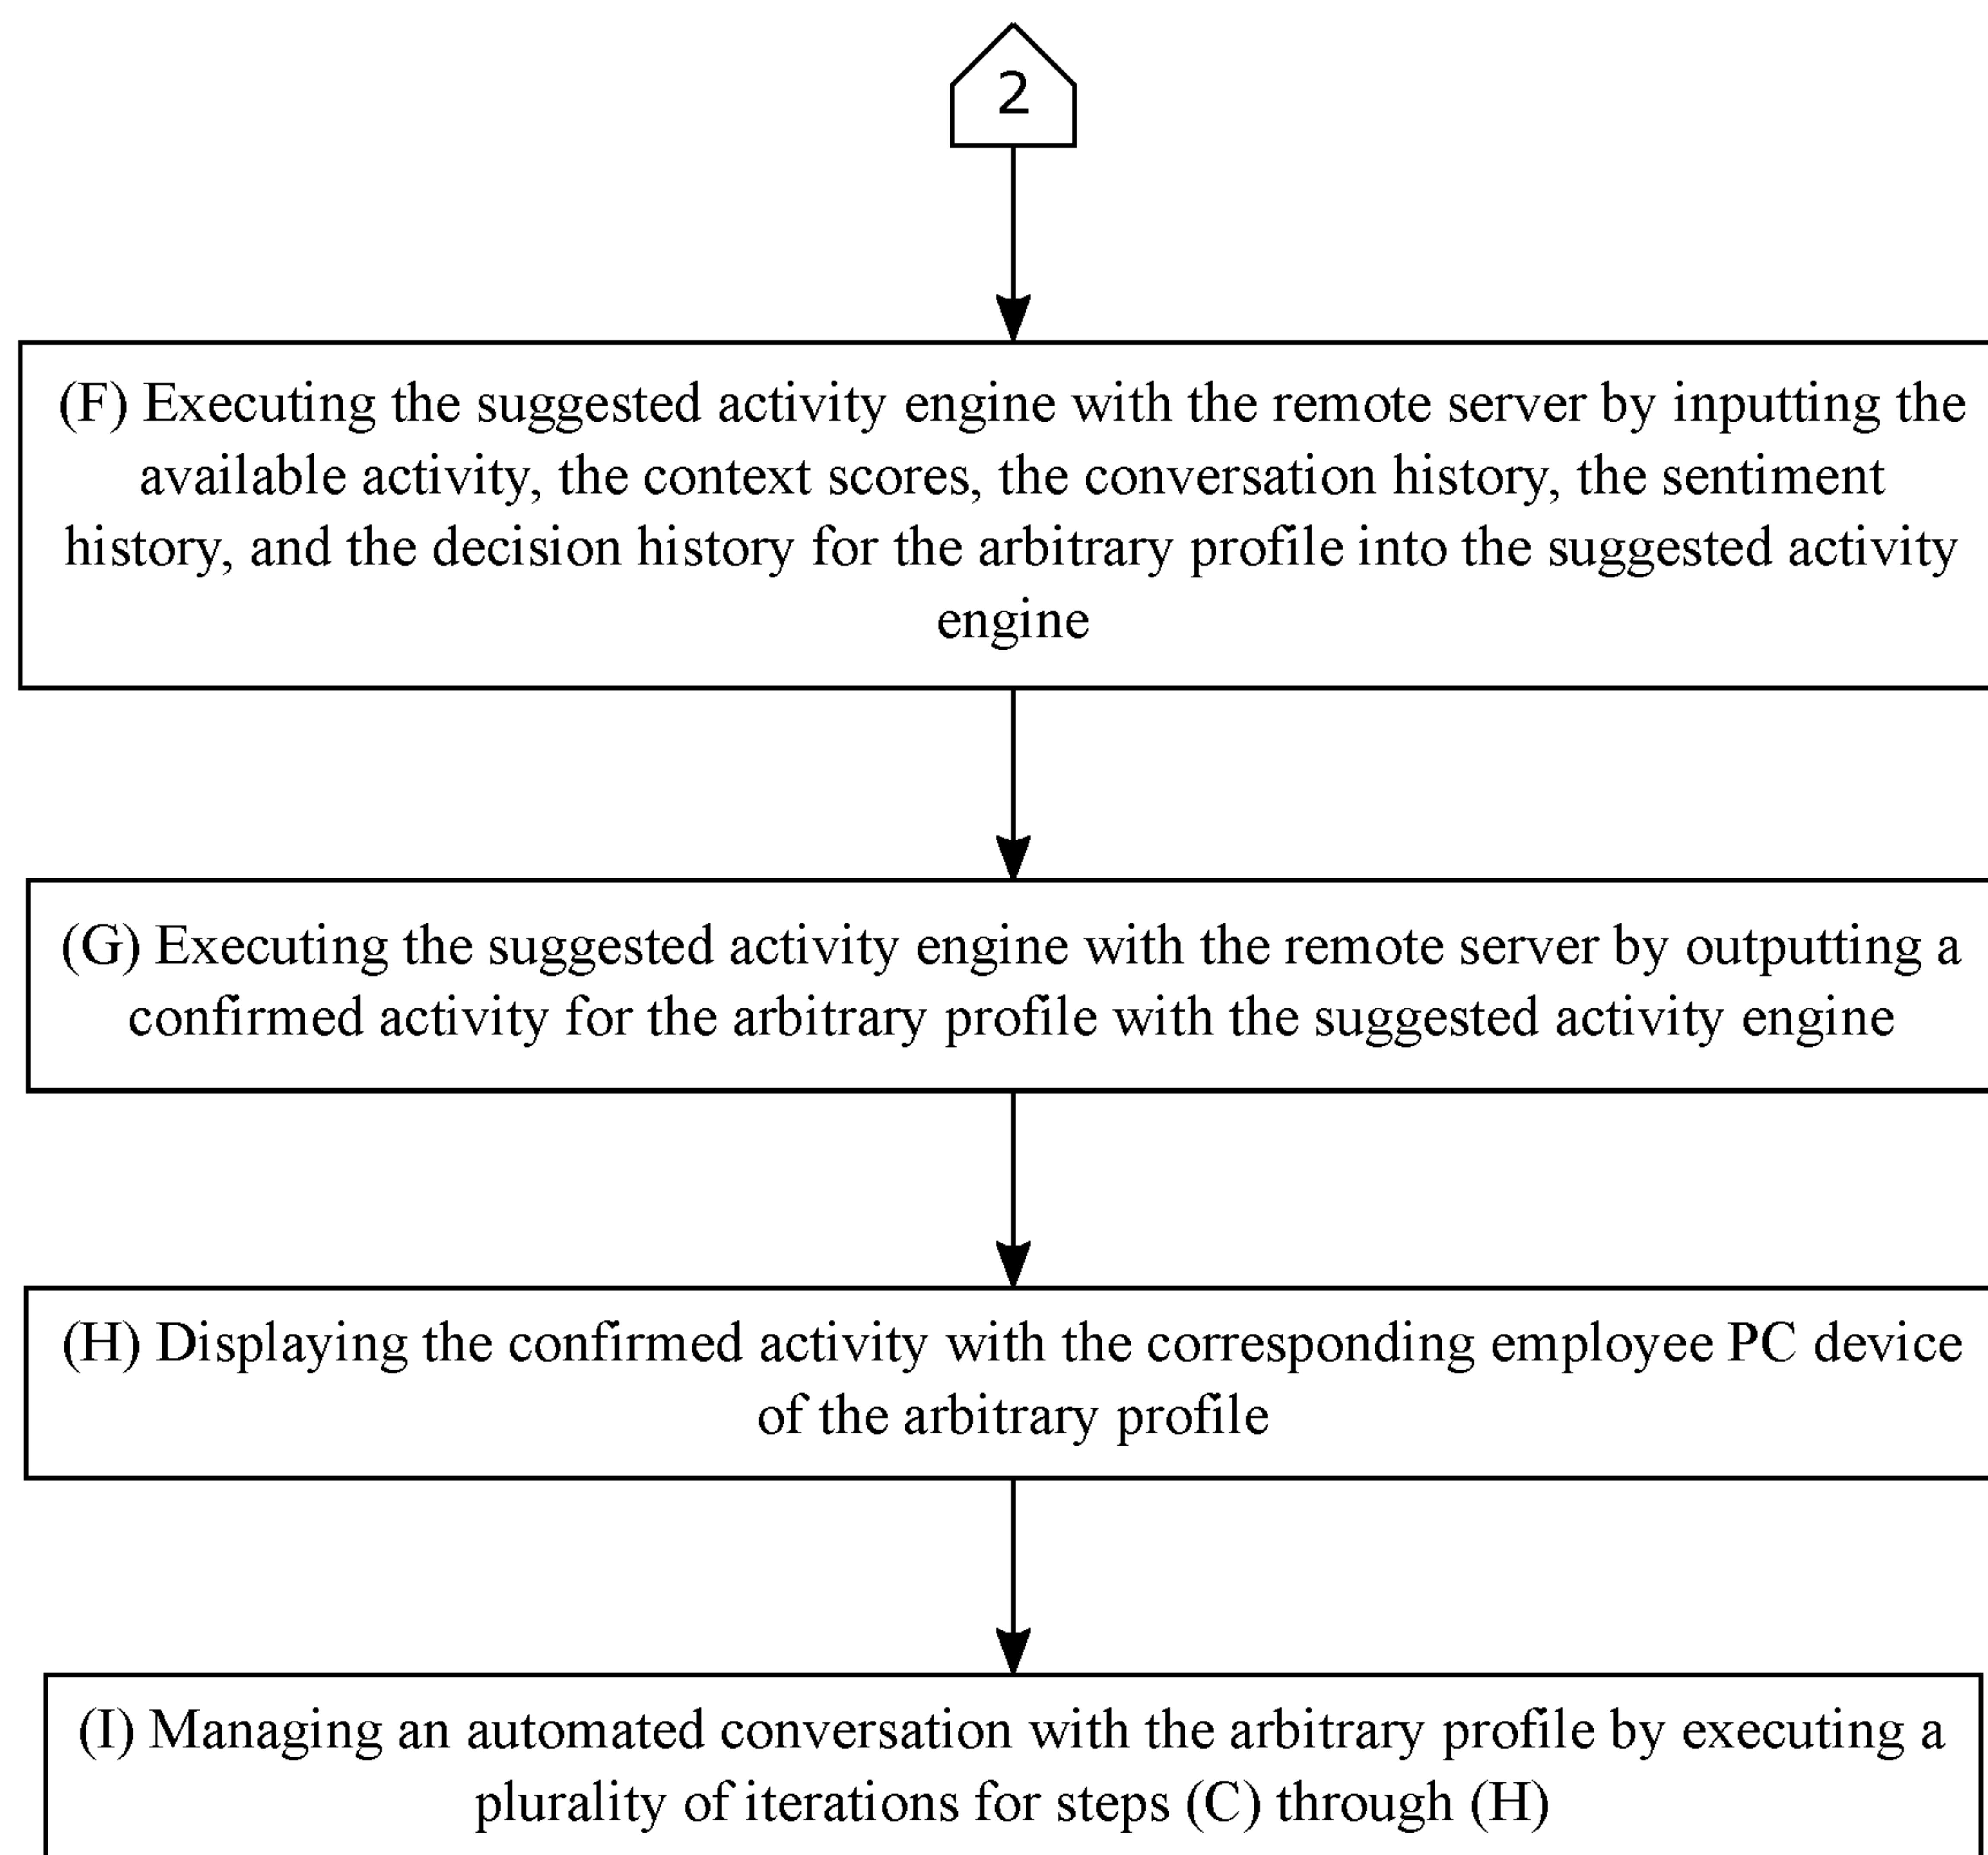 2
(F) Executing the suggested activity engine with the remote server by inputting the
available activity, the context scores, the conversation history, the sentiment
history, and the decision history for the arbitrary profile into the suggested activity
engine
(G) Executing the suggested activity engine with the remote server by outputting a
confirmed activity for the arbitrary profile with the suggested activity engine
(H) Displaying the confirmed activity with the corresponding employee PC device
of the arbitrary profile
(I) Managing an automated conversation with the arbitrary profile by executing a
plurality of iterations for steps (C) through (H)